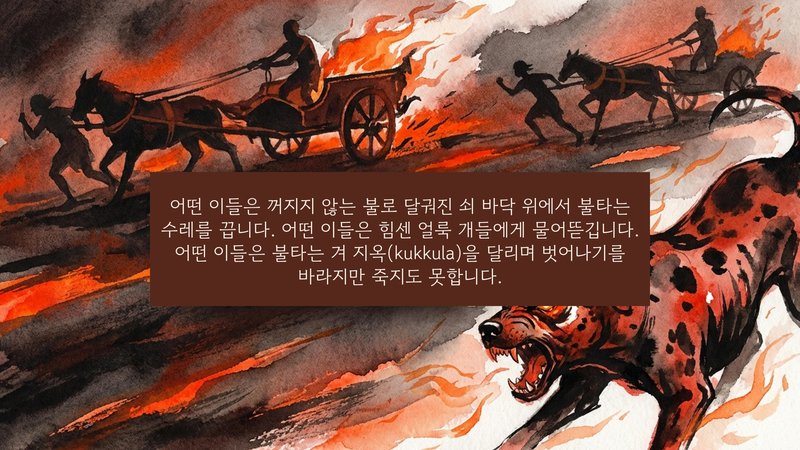 어떤 이들은 꺼지지 않는 불로 달궈진 쇠 바닥 위에서 불타는
수레를 끕니다. 어떤 이들은 힘센 얼룩 개들에게 물어뜯깁니다.
어떤 이들은 불타는 겨 지옥(kukkula)을 달리며 벗어나기를
바라지만 죽지도 못합니다.